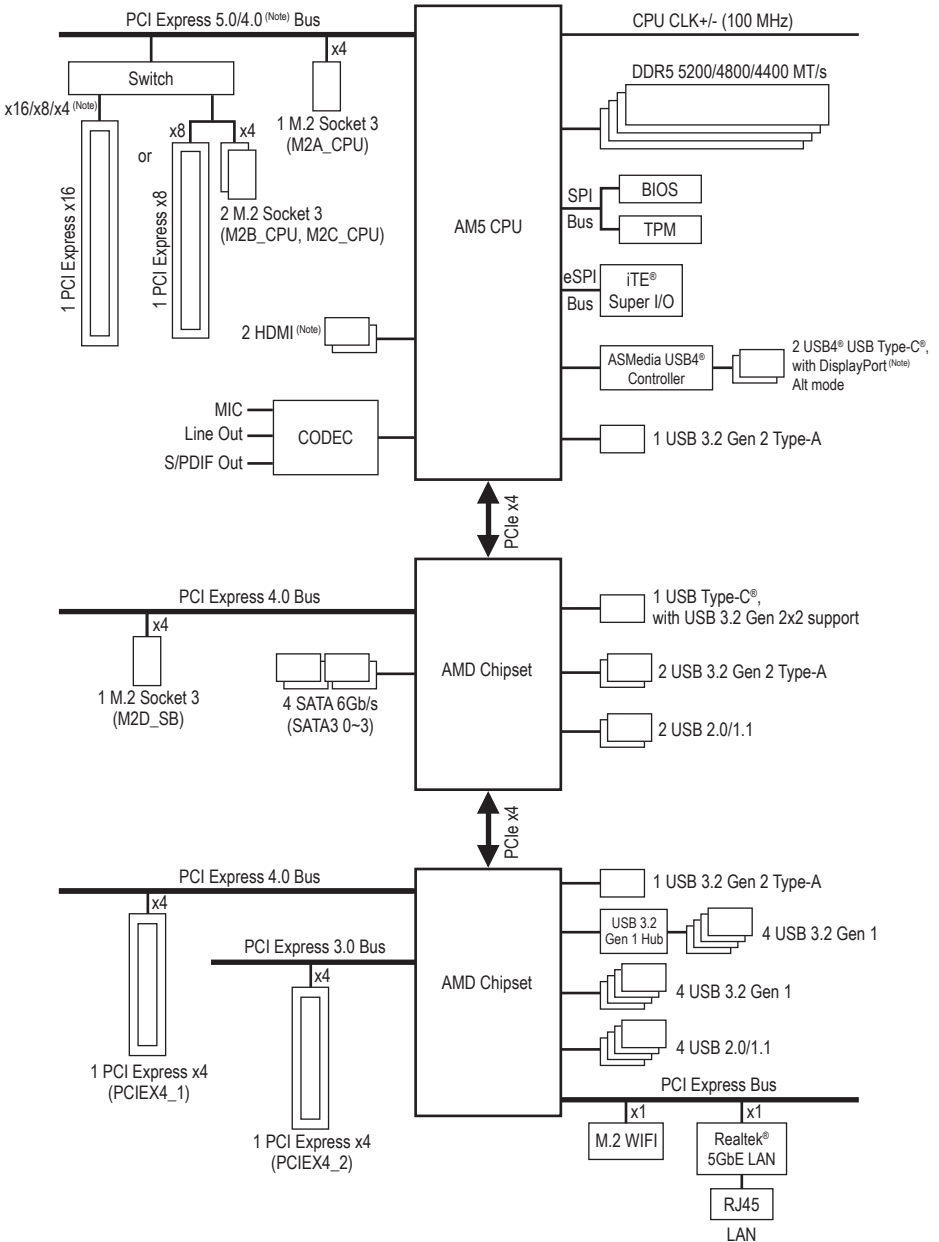 PCI Express 5.0/4.0 (Note) Bus
CPU CLK+/- (100 MHz)
x4
Switch
DDR5 5200/4800/4400 MT/s
x16/x8/x4 (Note)
1 M.2 Socket 3
(M2A_CPU)
x8
x4
or
1 PCI Express x16
1 PCI Express x8
2 M.2 Socket 3
(M2B_CPU, M2C_CPU)
AM5 CPU
SPI
Bus
BIOS
TPM
eSPI
Bus
iTE®
Super I/O
2 HDMI (Note)
ASMedia USB4®
Controller
2 USB4® USB Type-C®,
with DisplayPort (Note)
Alt mode
MIC
Line Out
S/PDIF Out
CODEC
1 USB 3.2 Gen 2 Type-A
PCIe x4
PCI Express 4.0 Bus
x4
1 M.2 Socket 3
(M2D_SB)
4 SATA 6Gb/s
(SATA3 0~3)
AMD Chipset
1 USB Type-C®,
with USB 3.2 Gen 2x2 support
2 USB 3.2 Gen 2 Type-A
2 USB 2.0/1.1
PCIe x4
PCI Express 4.0 Bus
x4
1 PCI Express x4
(PCIEX4_1)
PCI Express 3.0 Bus
x4
1 PCI Express x4
(PCIEX4_2)
AMD Chipset
1 USB 3.2 Gen 2 Type-A
USB 3.2
Gen 1 Hub
4 USB 3.2 Gen 1
4 USB 3.2 Gen 1
4 USB 2.0/1.1
PCI Express Bus
x1
x1
M.2 WIFI
Realtek®
5GbE LAN
RJ45
LAN